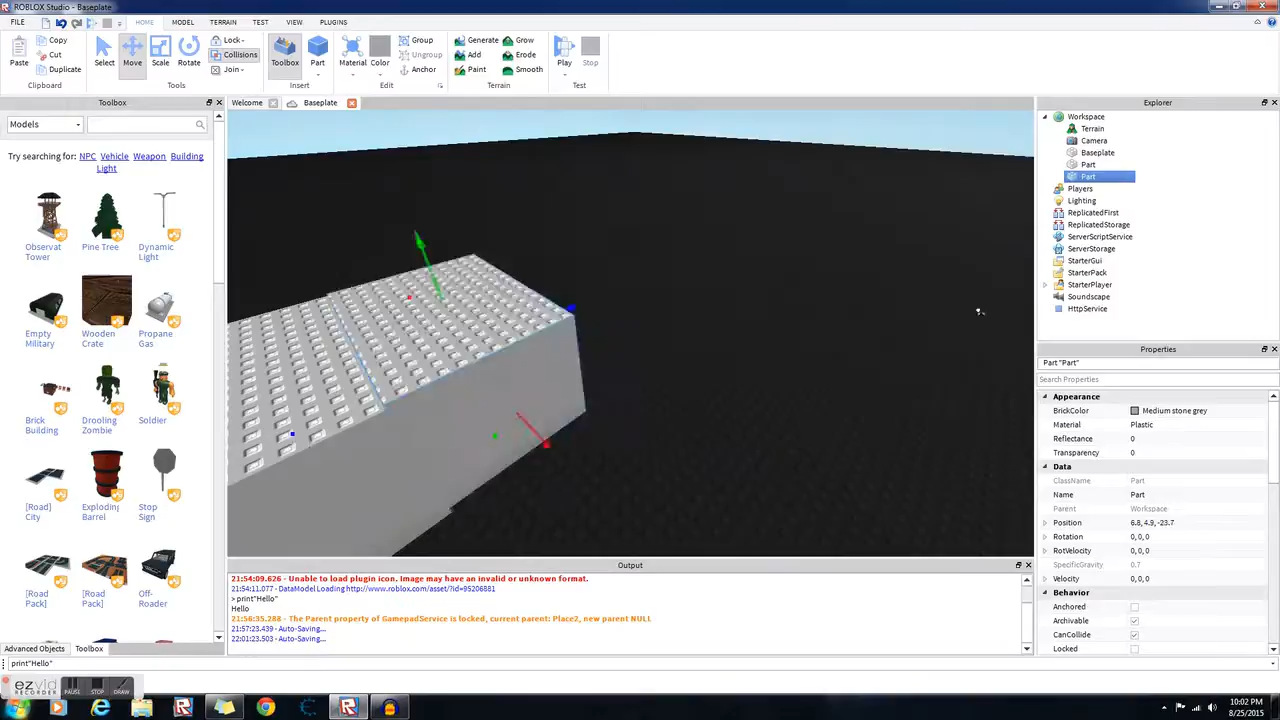 ROBLOX Studio - Baseplate
FILE HOME MODEL TERRAIN TEST VIEW PLUGINS
Paste Copy Cut Duplicate Clipboard
Select Move Scale Rotate Lock Collisions Join Tools
Toolbox Part Insert
Material Color Group Ungroup Anchor Edit
Generate Add Paint Grow Erode Smooth Terrain
Play Stop Test
Toolbox
Models
Try searching for: NPC Vehicle Weapon Building
Light
Observat Tower
Pine Tree
Dynamic Light
Empty Military
Wooden Crate
Propane Gas
Brick Building
Drooling Zombie
Soldier
[Road] City
Exploding Barrel
Stop Sign
[Road Pack]
[Road Pack]
Off-Roader
Advanced Objects Toolbox
Welcome Baseplate
Output
21:54:09.626 - Unable to load plugin icon. Image may have an invalid or unknown format.
21:54:11.077 - DataModel Loading http://www.roblox.com/asset/?id=95206881
> print"Hello"
Hello
21:56:35.288 - The Parent property of GamepadService is locked, current parent: Place2, new parent NULL
21:57:23.439 - Auto-Saving...
22:01:23.503 - Auto-Saving...
print"Hello"
Explorer
Workspace
Terrain
Camera
Baseplate
Part
Part
Players
Lighting
ReplicatedFirst
ReplicatedStorage
ServerScriptService
ServerStorage
StarterGui
StarterPack
StarterPlayer
Soundscape
HttpService
Properties
Part "Part"
Search Properties
Appearance
BrickColor Medium stone grey
Material Plastic
Reflectance 0
Transparency 0
Data
ClassName Part
Name Part
Parent Workspace
Position 6.8, 4.9, -23.7
Rotation 0, 0, 0
RotVelocity 0, 0, 0
SpecificGravity 0.7
Velocity 0, 0, 0
Behavior
Anchored
Archivable
CanCollide
Locked
ezvid RECORDER PAUSE STOP DRAW
10:02 PM
8/25/2015